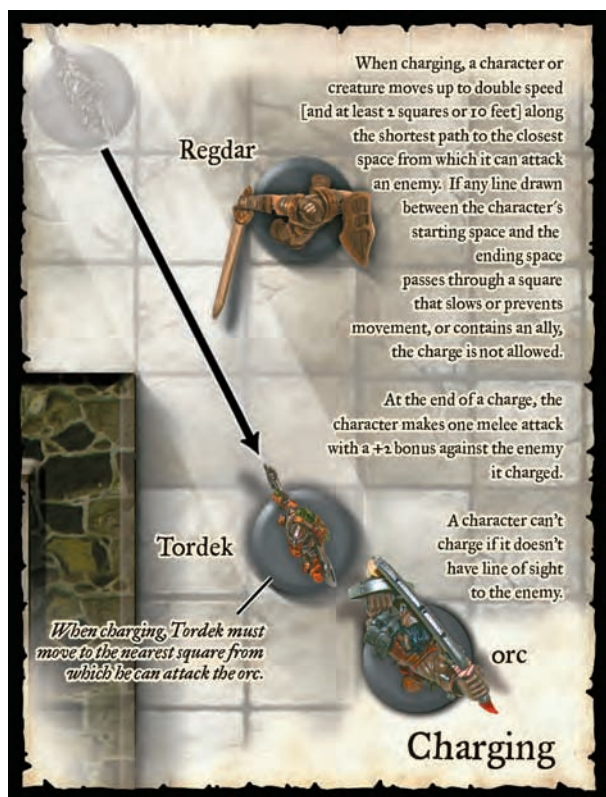 When charging, a character or
creature moves up to double speed
[and at least 2 squares or 10 feet] along
the shortest path to the closest
space from which it can attack
an enemy. If any line drawn
between the character's
starting space and the
ending space
passes through a square
that slows or prevents
movement, or contains an ally,
the charge is not allowed.
Regdar
At the end of a charge, the
character makes one melee attack
with a +2 bonus against the enemy
it charged.
A character can't
charge if it doesn't
have line of sight
to the enemy.
Tordek
When charging, Tordek must
move to the nearest square from
which he can attack the orc.
orc
Charging